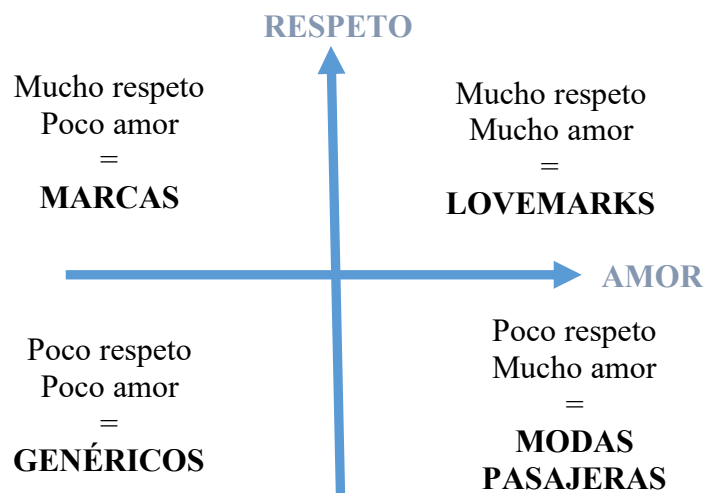 RESPETO
Mucho respeto
Poco amor
=
MARCAS
Mucho respeto
Mucho amor
=
LOVEMARKS
AMOR
Poco respeto
Poco amor
=
GENÉRICOS
Poco respeto
Mucho amor
=
MODAS
PASAJERAS